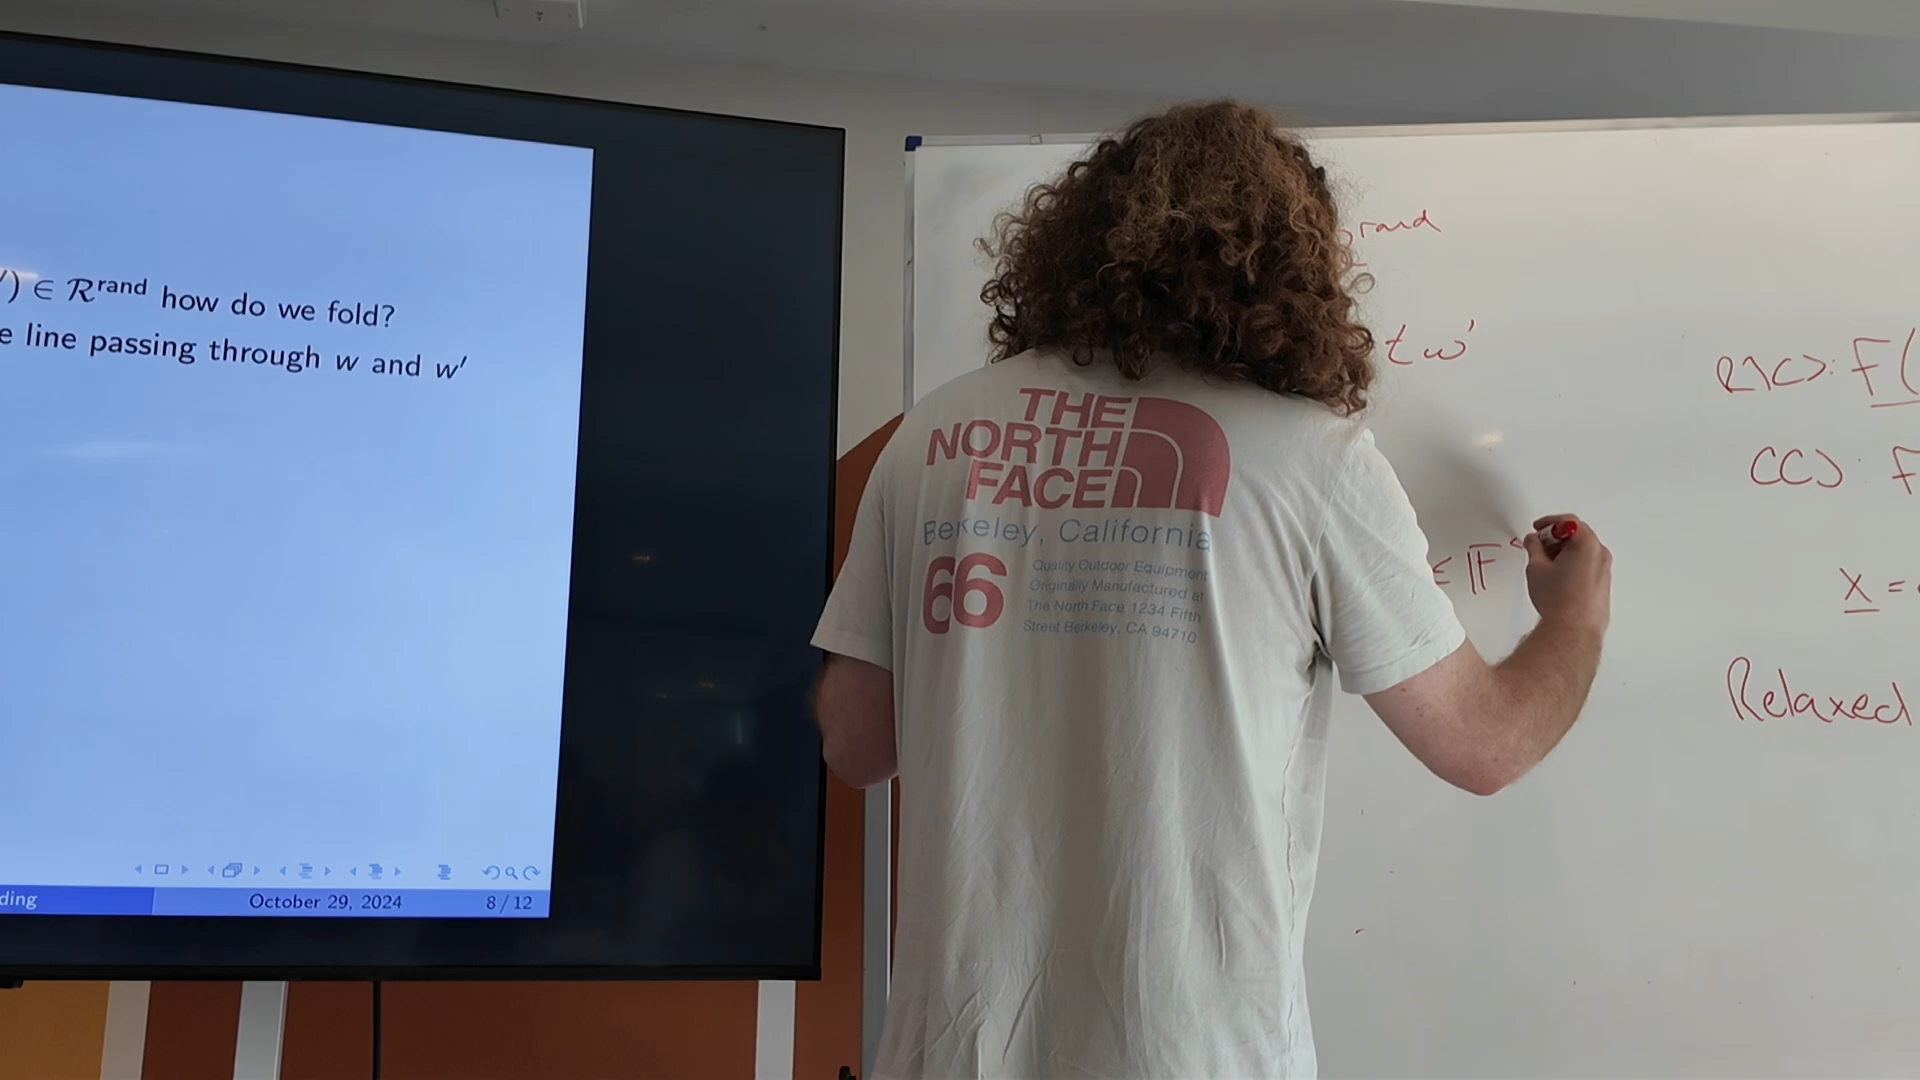 ′) ∈ R^rand how do we fold?
e line passing through w and w′
ding
October 29, 2024
8 / 12
THE
NORTH
FACE
Berkeley, California
66
Quality Outdoor Equipment
Originally Manufactured at
The North Face 1234 Fifth
Street Berkeley, CA 94710
rand
t w'
∈ 𝔽
R1CS: F(
CCS: F
x =
Relaxed